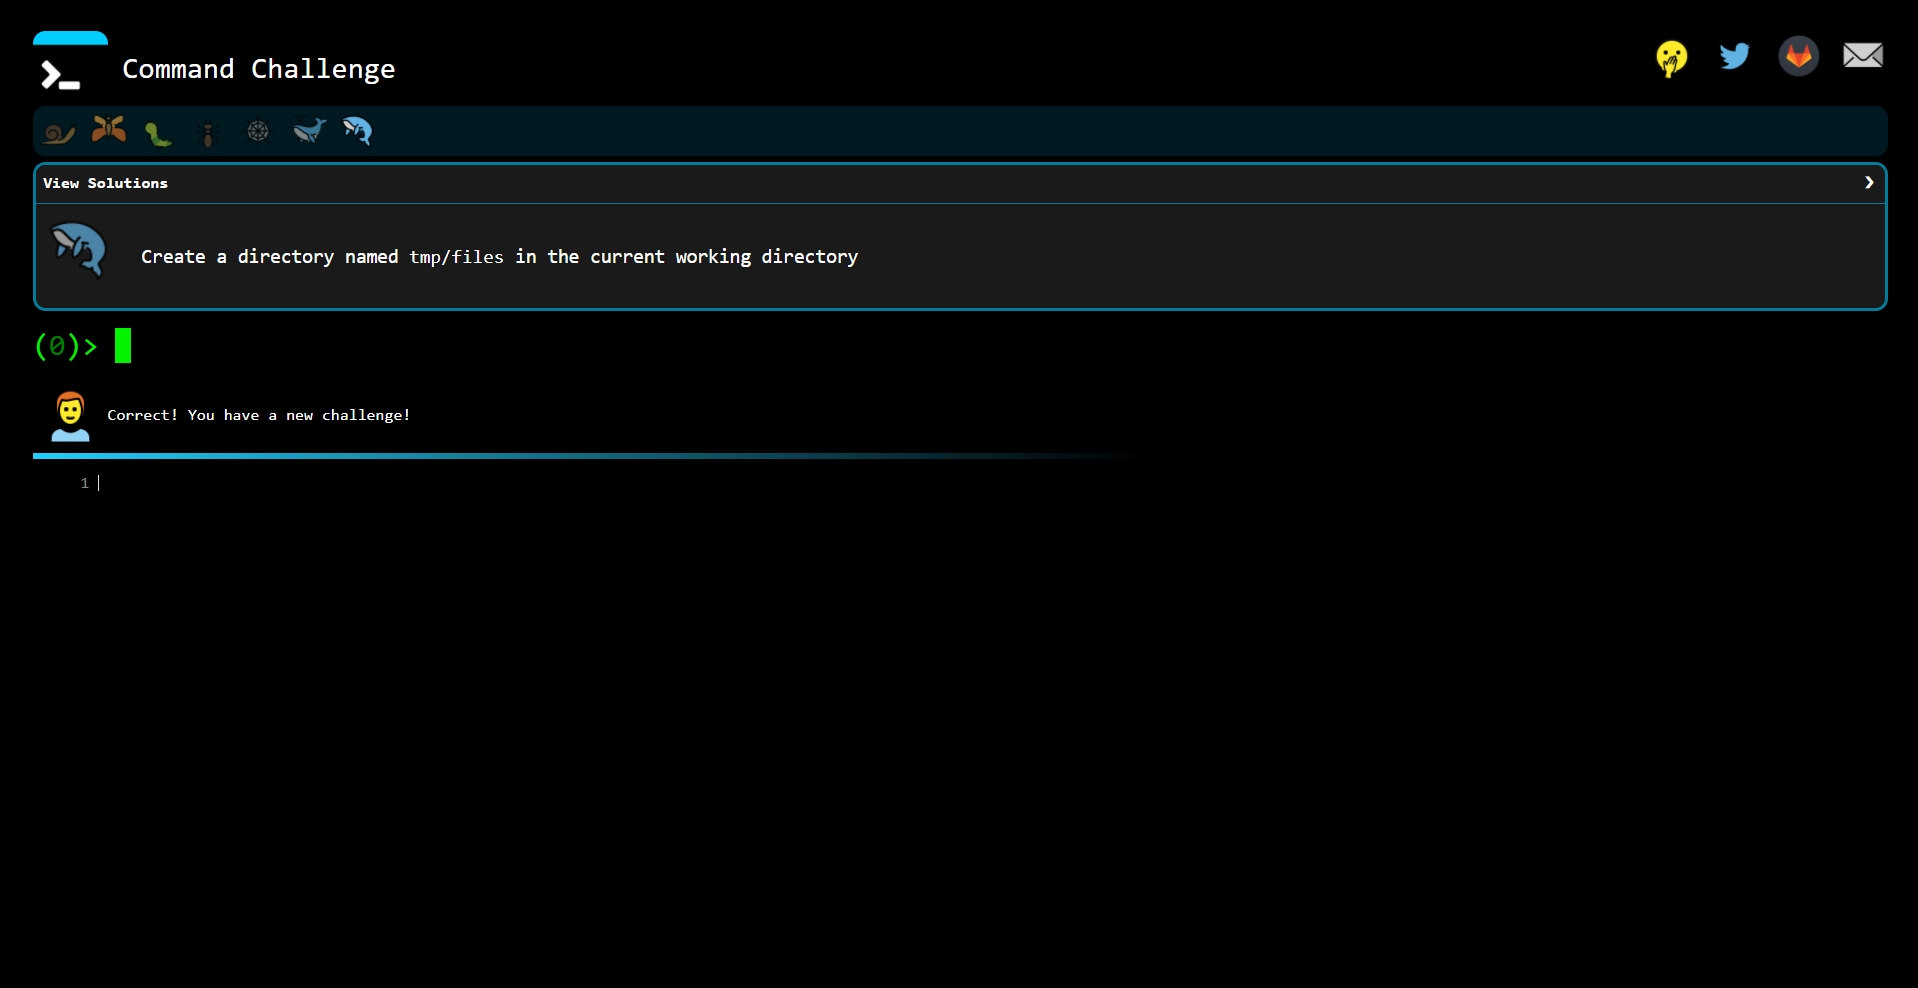 Command Challenge
View Solutions
Create a directory named tmp/files in the current working directory
(0)>
Correct! You have a new challenge!
1